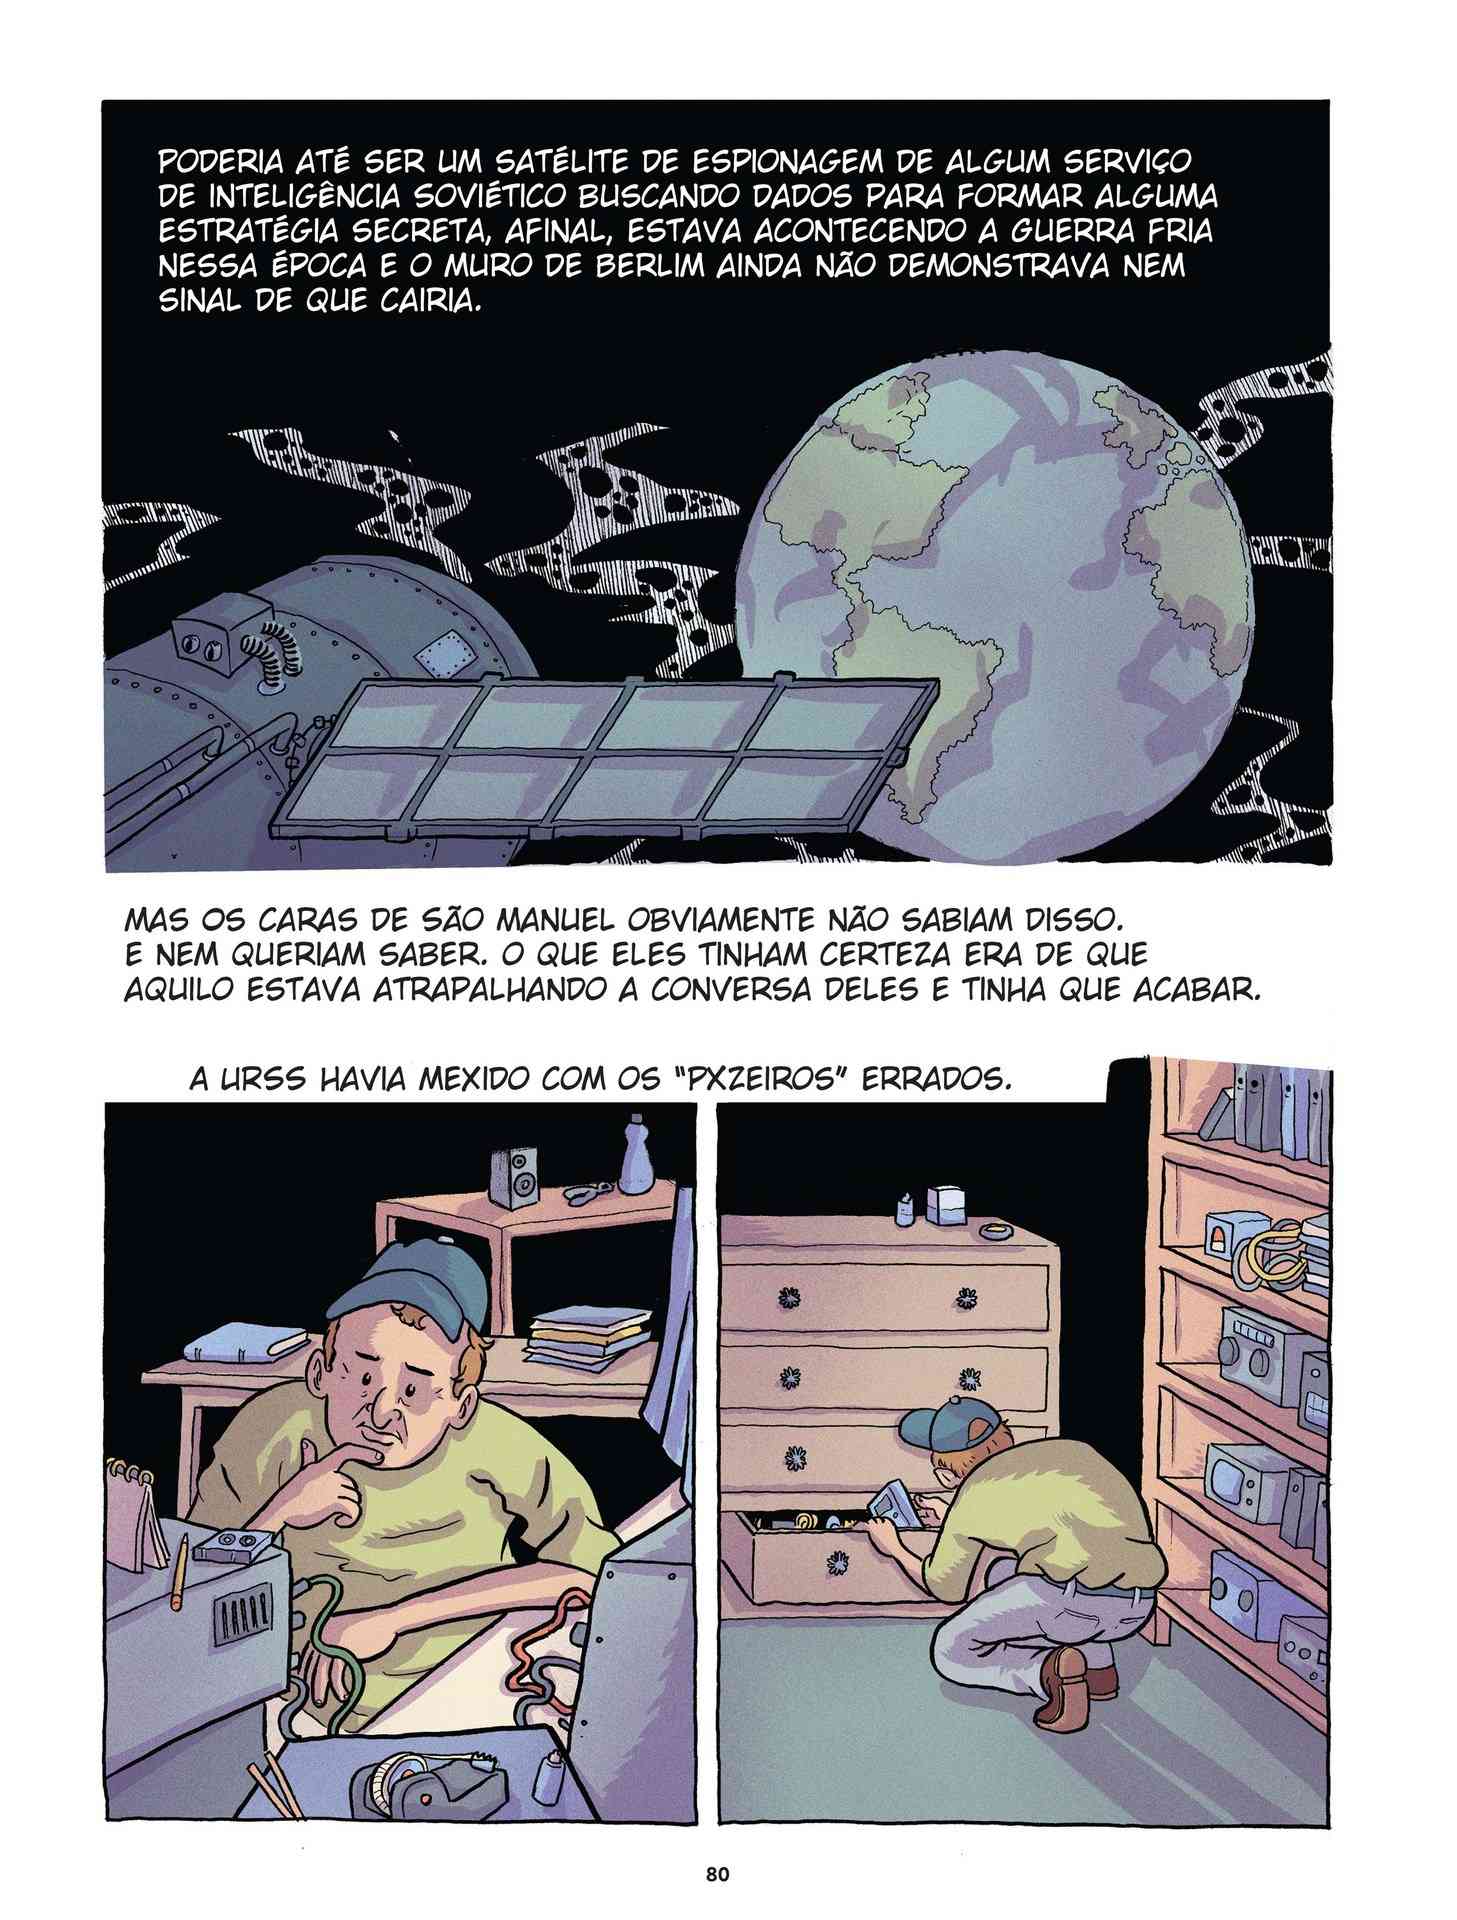 PODERIA ATÉ SER UM SATÉLITE DE ESPIONAGEM DE ALGUM SERVIÇO
DE INTELIGÊNCIA SOVIÉTICO BUSCANDO DADOS PARA FORMAR ALGUMA
ESTRATÉGIA SECRETA, AFINAL, ESTAVA ACONTECENDO A GUERRA FRIA
NESSA ÉPOCA E O MURO DE BERLIM AINDA NÃO DEMONSTRAVA NEM
SINAL DE QUE CAIRIA.
MAS OS CARAS DE SÃO MANUEL OBVIAMENTE NÃO SABIAM DISSO.
E NEM QUERIAM SABER. O QUE ELES TINHAM CERTEZA ERA DE QUE
AQUILO ESTAVA ATRAPALHANDO A CONVERSA DELES E TINHA QUE ACABAR.
A URSS HAVIA MEXIDO COM OS "PXZEIROS" ERRADOS.
80